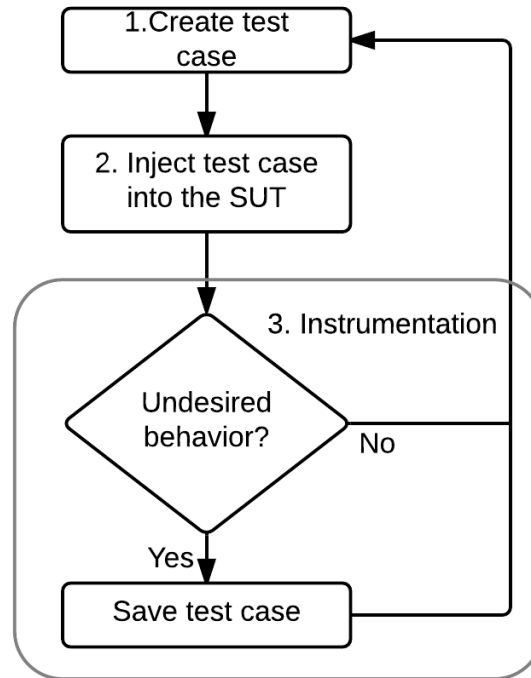 1.Create test
case
2. Inject test case
into the SUT
3. Instrumentation
Undesired
behavior?
No
Yes
Save test case